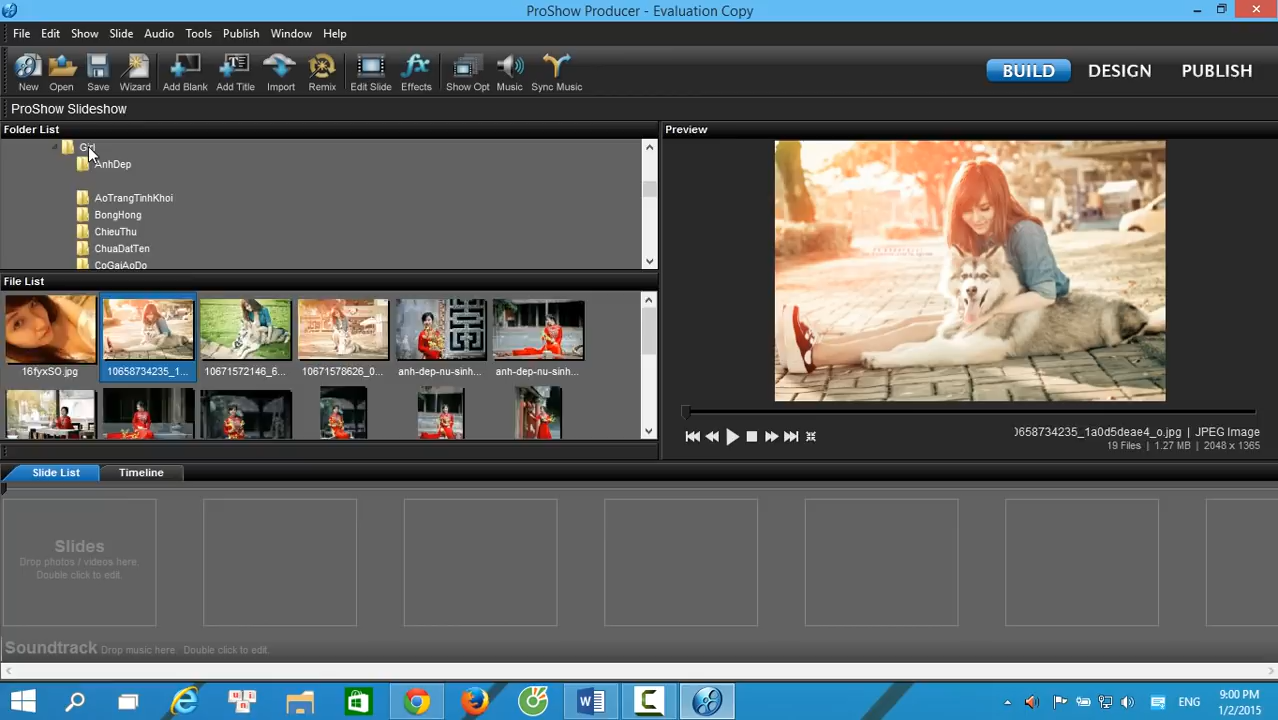 ProShow Producer - Evaluation Copy
File Edit Show Slide Audio Tools Publish Window Help
New Open Save Wizard Add Blank Add Title Import Remix Edit Slide Effects Show Opt Music Sync Music
BUILD DESIGN PUBLISH
ProShow Slideshow
Folder List
Preview
AnhDep
AoTrangTinhKhoi
BongHong
ChieuThu
ChuaDatTen
CoGaiAoDo
File List
16fyxSO.jpg 10658734235_1... 10671572146_6... 10671578626_0... anh-dep-nu-sinh... anh-dep-nu-sinh...
0658734235_1a0d5deae4_o.jpg | JPEG Image
19 Files | 1.27 MB | 2048 x 1365
Slide List Timeline
Slides
Drop photos / videos here.
Double click to edit.
Soundtrack Drop music here. Double click to edit.
ENG
9:00 PM
1/2/2015